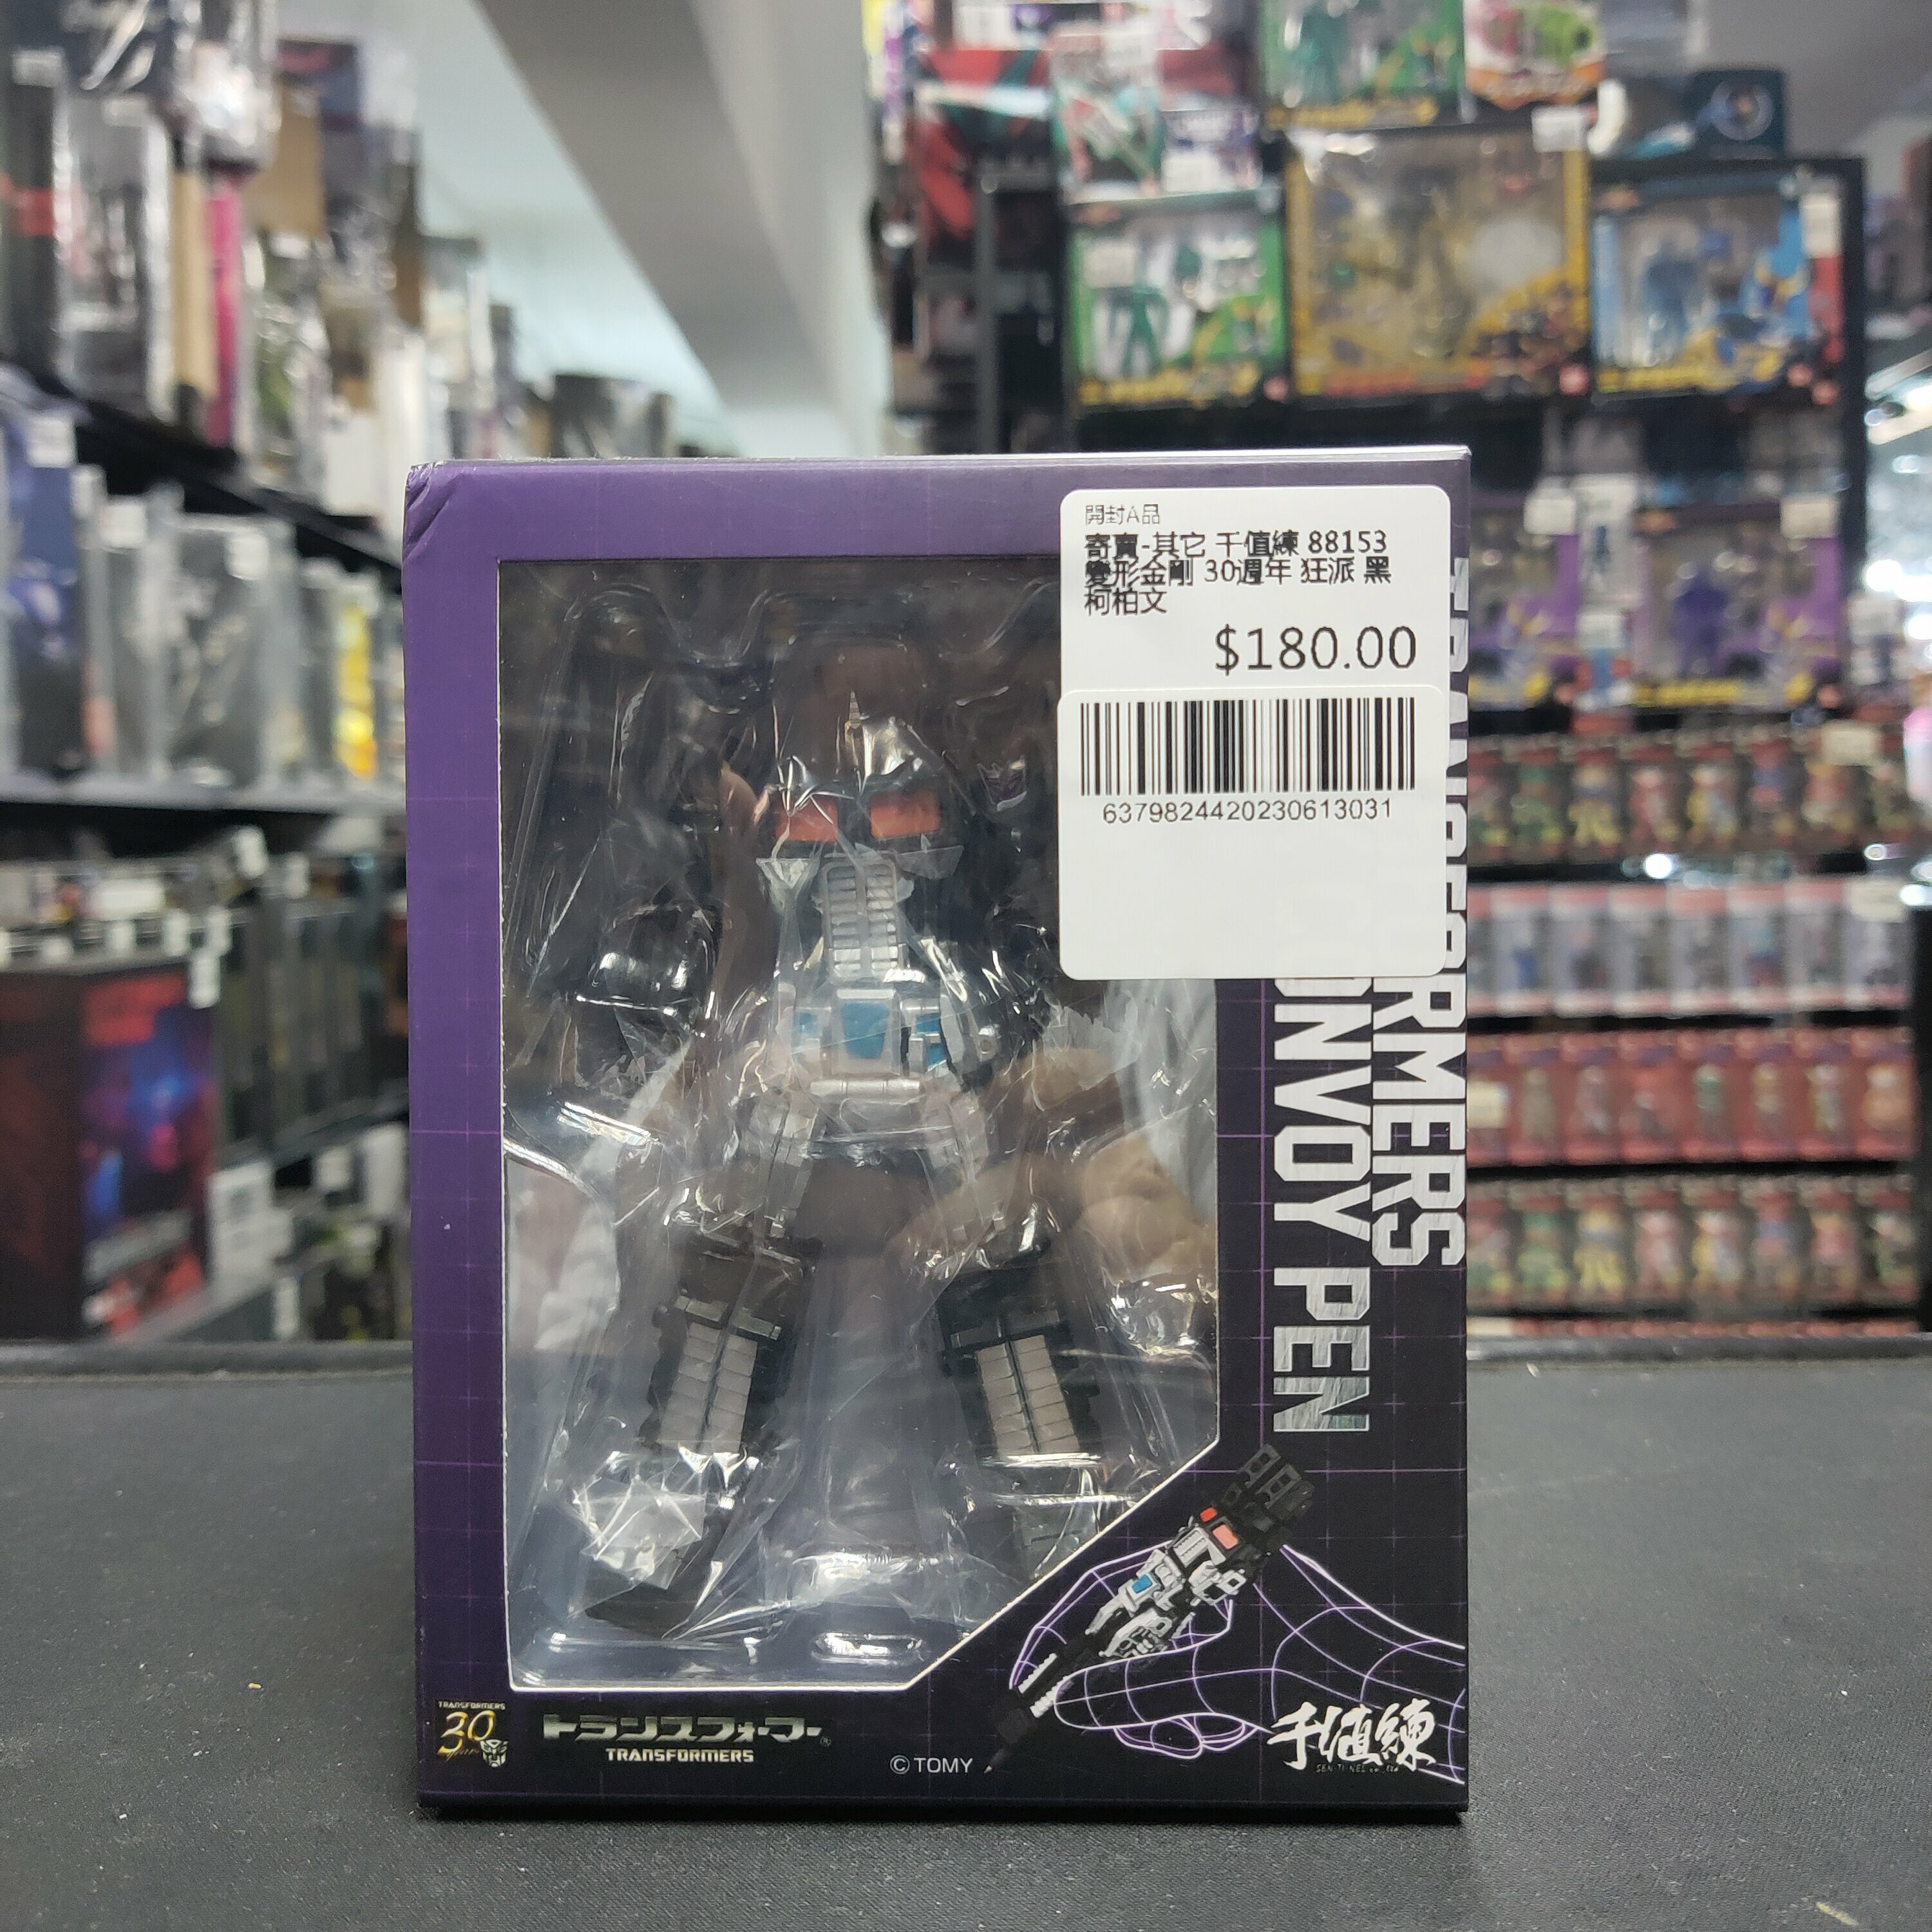 開封A品
寄賣-其它 千值練 88153
變形金剛 30週年 狂派 黑
柯柏文
$180.00
6379824420230613031
TRANSFORMERS
CONVOY PEN
TRANSFORMERS
30
トランスフォーマー
TRANSFORMERS
© TOMY
千値練